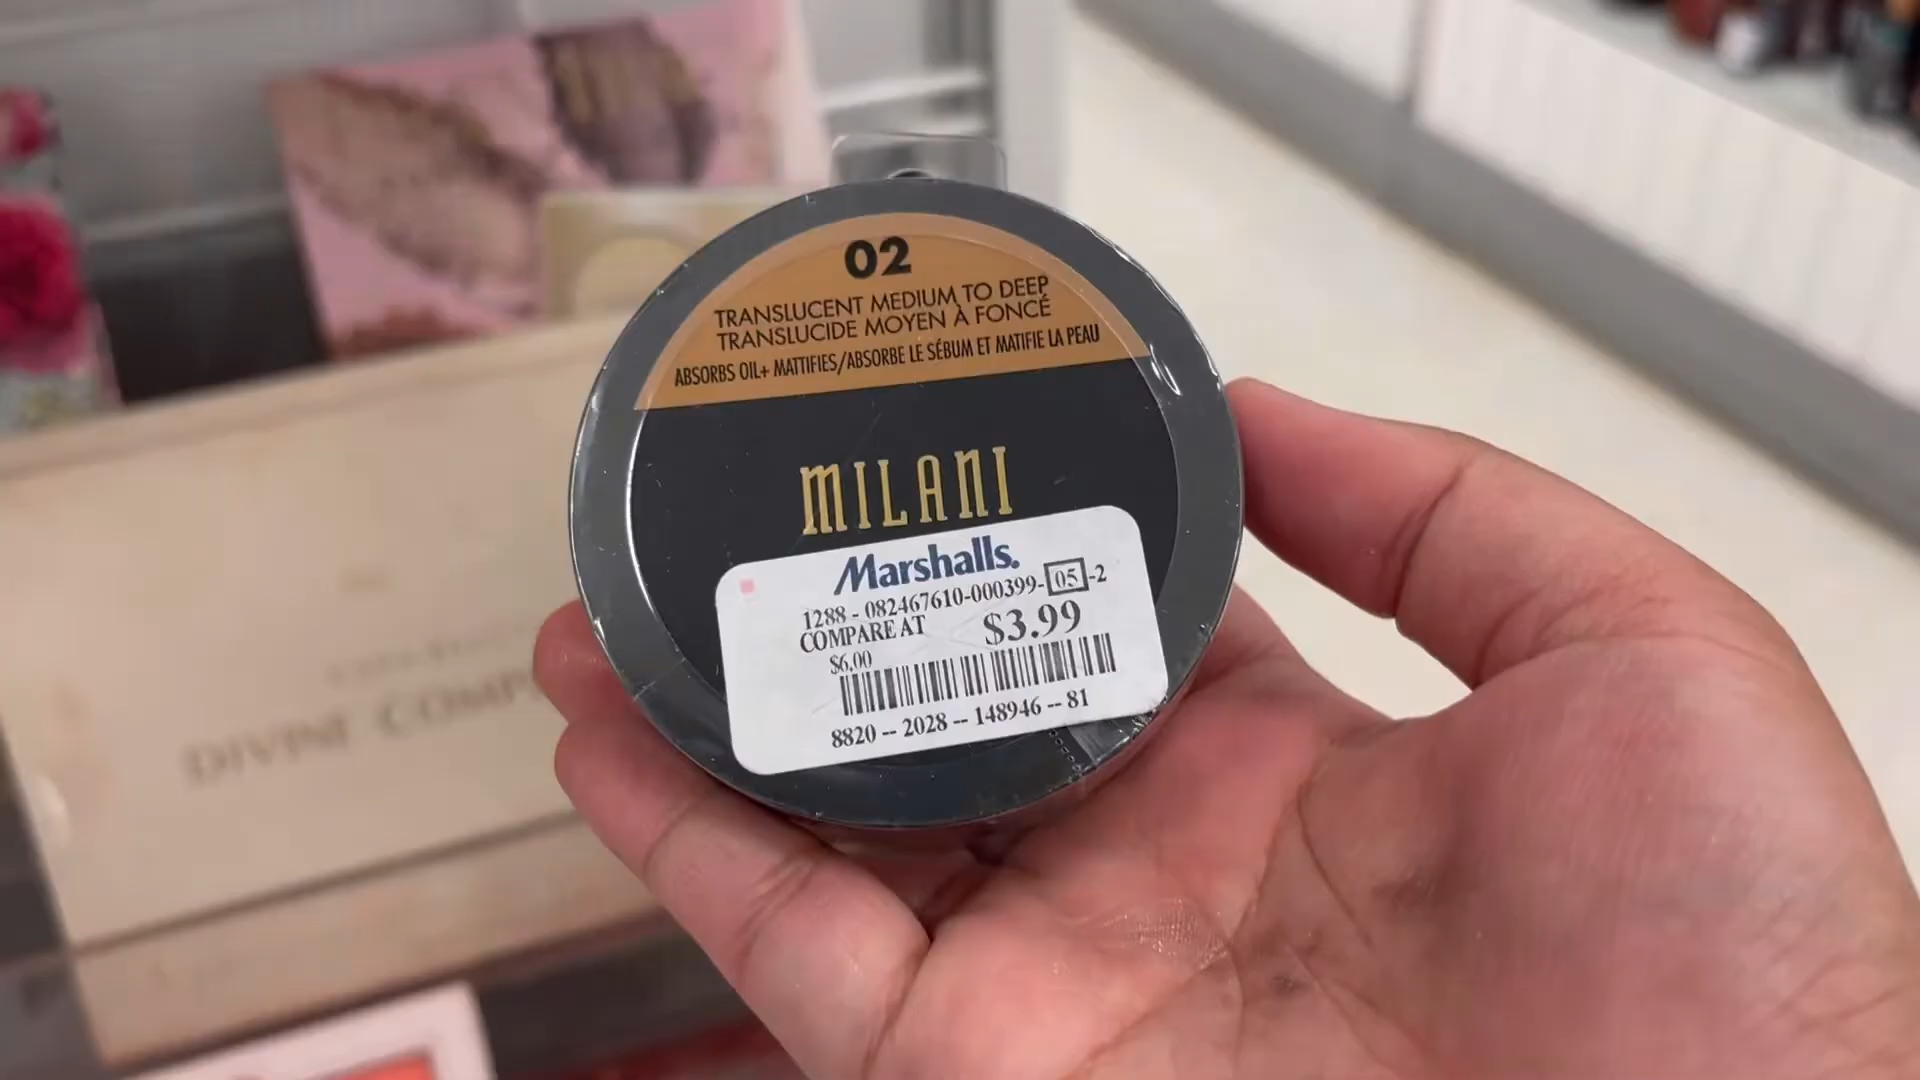 02
TRANSLUCENT MEDIUM TO DEEP
TRANSLUCIDE MOYEN À FONCÉ
ABSORBS OIL+ MATTIFIES/ABSORBE LE SÉBUM ET MATIFIE LA PEAU
MILANI
Marshalls.
1288 - 082467610-000399-05-2
COMPARE AT $3.99
$6.00
8820 -- 2028 -- 148946 -- 81
DIVINE